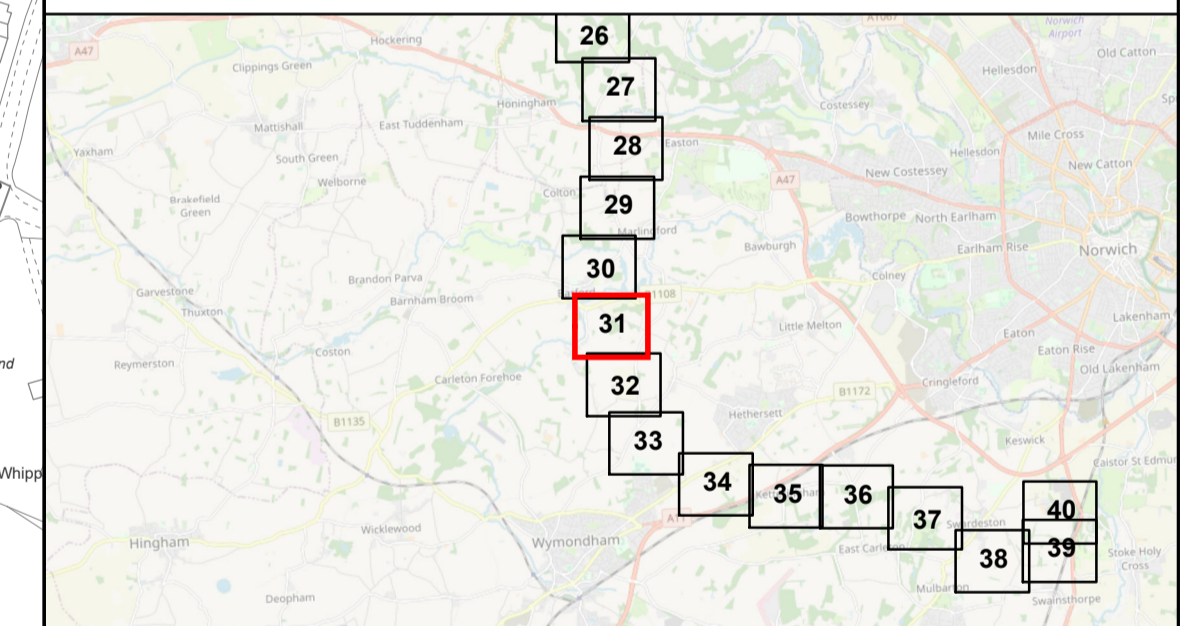 26
A1067
Norwich
Airport
A47
Hockering
Old Catton
Clippings Green
Hellesdon
27
Honingham
Costessey
Mattishall
East Tuddenham
Mile Cross
28
Easton
Yaxham
South Green
Hellesdon
New Catton
New Costessey
Welborne
A47
Colton
Brakefield
Green
29
Bowthorpe
North Earlham
Marlingford
Bawburgh
Earlham Rise
Norwich
30
Colney
Brandon Parva
Garvestone
Barnham Broom
B1108
Thuxton
31
Little Melton
Lakenham
Eaton
Coston
Eaton Rise
nd
Reymerston
Old Lakenham
Carleton Forehoe
32
Cringleford
B1172
B1135
Hethersett
33
Keswick
Caistor St Edmun
Whipp
34
35
36
40
A11
37
Swardeston
Wicklewood
Hingham
Wymondham
East Carleton
39
Stoke Holy
Cross
38
Mulbarton
Deopham
Swainsthorpe